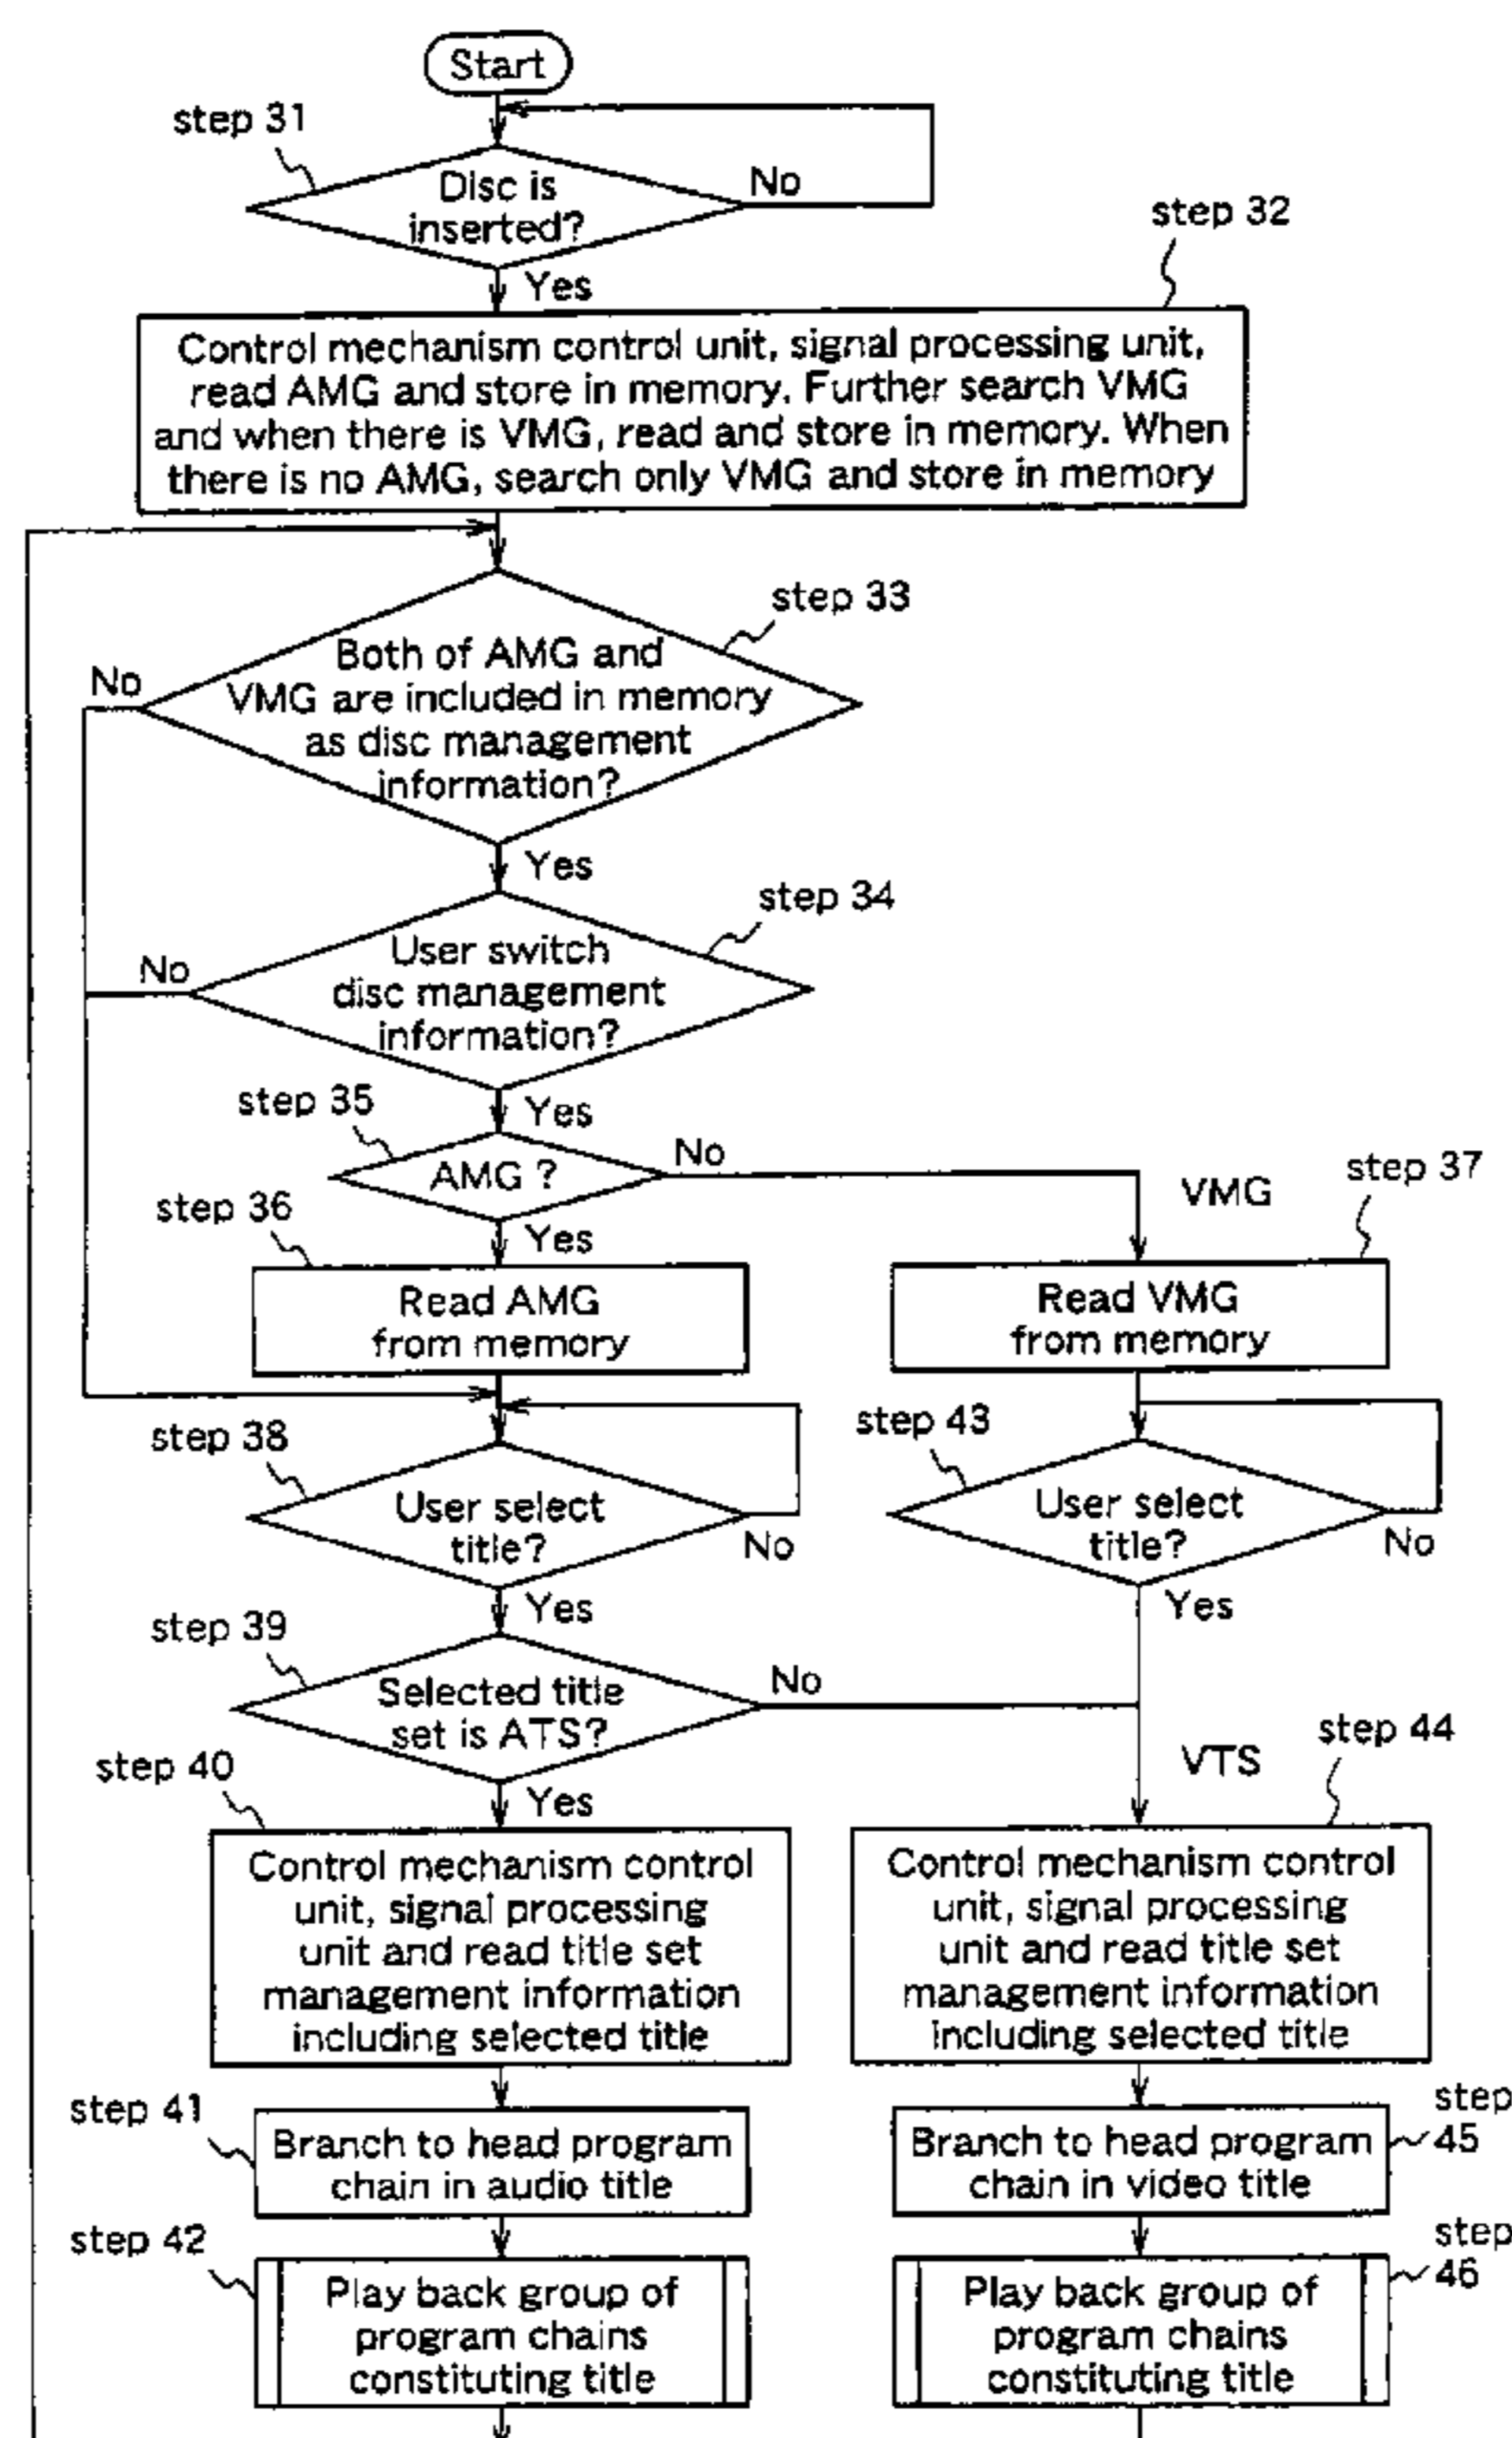 Start
step 31
Disc is
inserted?
No
Yes
step 32
Control mechanism control unit, signal processing unit,
read AMG and store in memory. Further search VMG
and when there is VMG, read and store in memory. When
there is no AMG, search only VMG and store in memory
step 33
Both of AMG and
VMG are included in memory
as disc management
information?
No
Yes
step 34
User switch
disc management
information?
No
Yes
step 35
AMG ?
No
Yes
VMG
step 36
Read AMG
from memory
step 37
Read VMG
from memory
step 38
User select
title?
No
Yes
step 43
User select
title?
No
Yes
step 39
Selected title
set is ATS?
No
Yes
VTS
step 40
Control mechanism control
unit, signal processing
unit and read title set
management information
including selected title
step 44
Control mechanism control
unit, signal processing
unit and read title set
management information
including selected title
step 41
Branch to head program
chain in audio title
step
45
Branch to head program
chain in video title
step 42
Play back group of
program chains
constituting title
step
46
Play back group of
program chains
constituting title